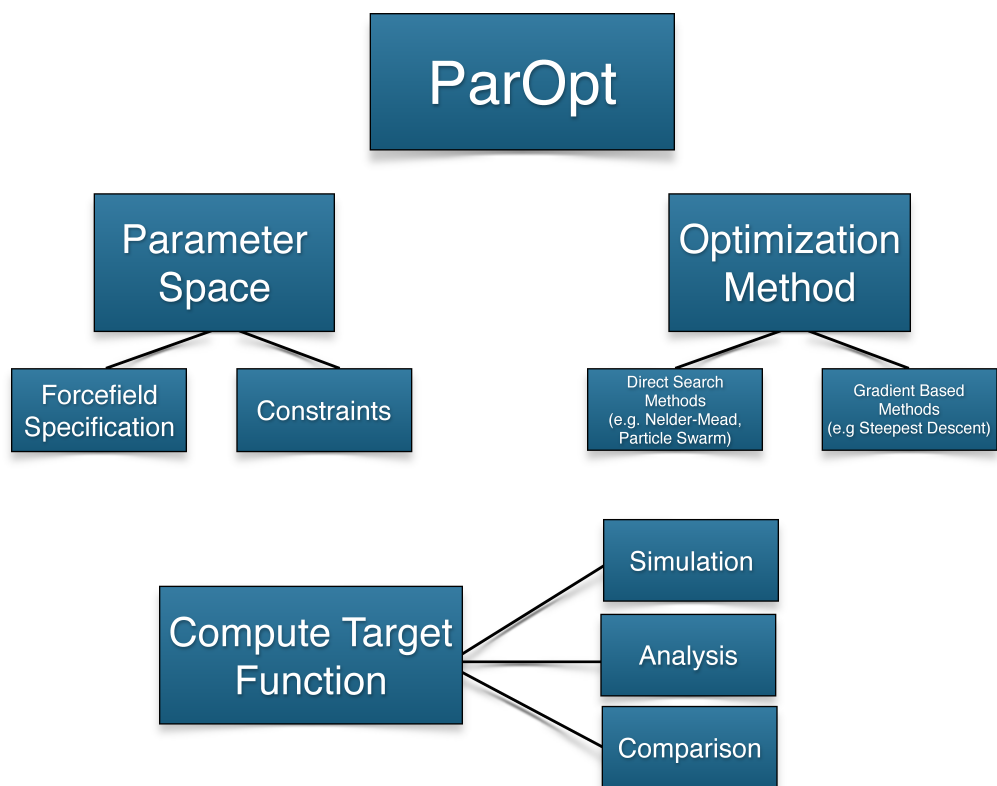 ParOpt
Parameter
Space
Optimization
Method
Forcefield
Specification
Constraints
Direct Search
Methods
(e.g. Nelder-Mead,
Particle Swarm)
Gradient Based
Methods
(e.g Steepest Descent)
Compute Target
Function
Simulation
Analysis
Comparison